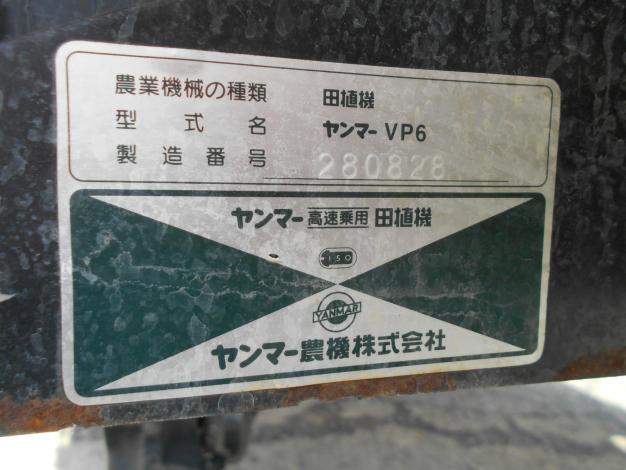 農業機械の種類 田植機
型式名 ヤンマー VP6
製造番号 280828
ヤンマー 高速乗用 田植機
ISO
YANMAR
ヤンマー農機株式会社